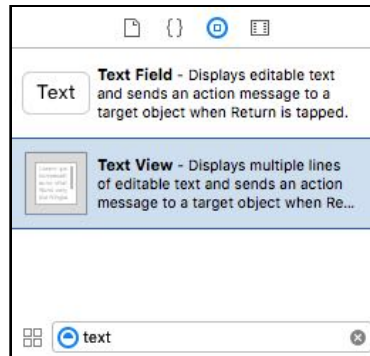 Text
Text Field - Displays editable text
and sends an action message to a
target object when Return is tapped.
Text View - Displays multiple lines
of editable text and sends an action
message to a target object when Re...
text